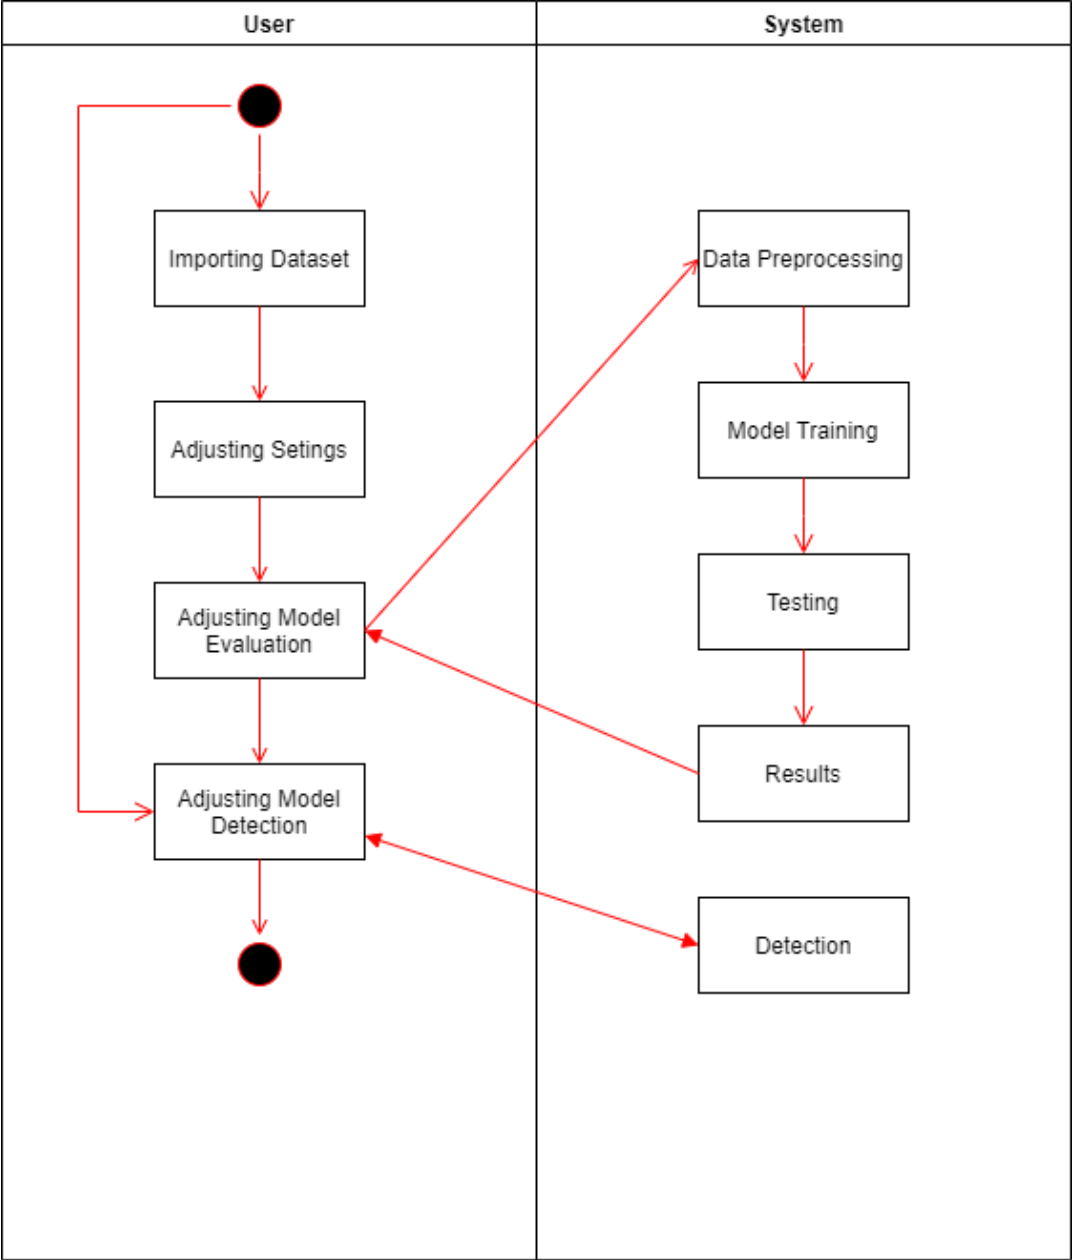 User
System
Importing Dataset
Adjusting Setings
Adjusting Model
Evaluation
Adjusting Model
Detection
Data Preprocessing
Model Training
Testing
Results
Detection